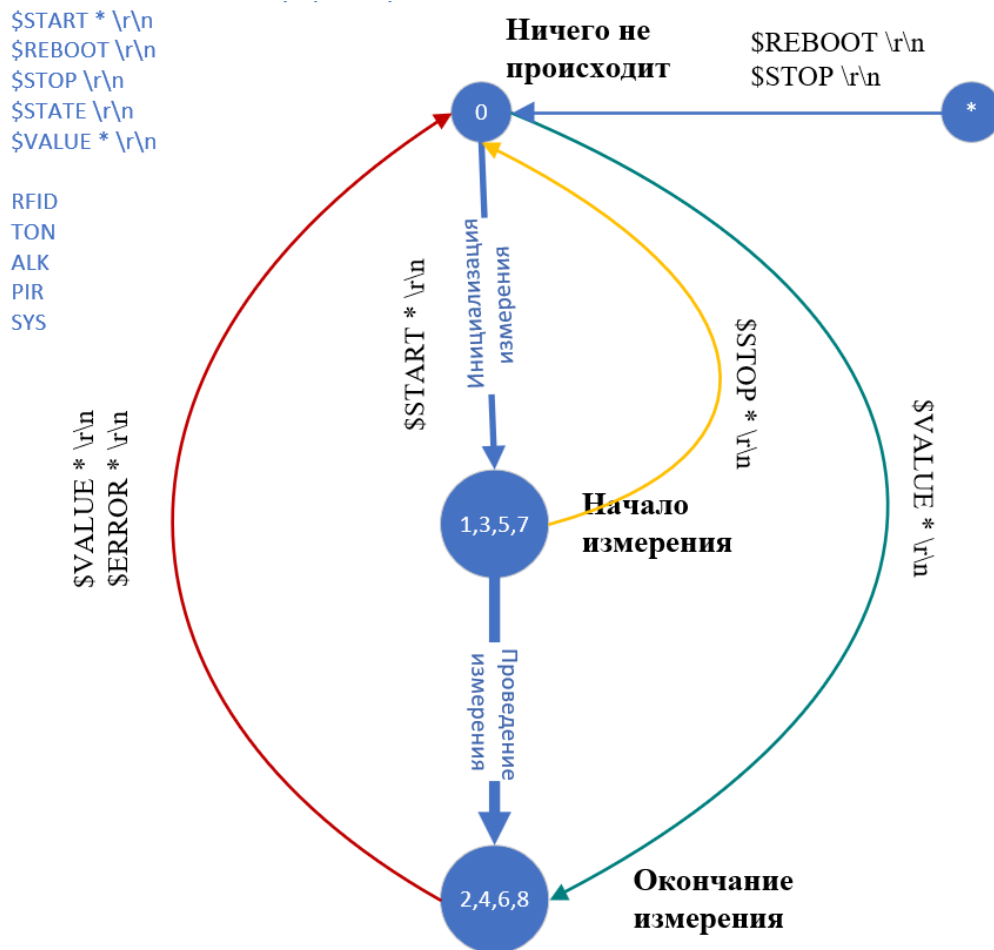 $START * \r\n
$REBOOT \r\n
$STOP \r\n
$STATE \r\n
$VALUE * \r\n
RFID
TON
ALK
PIR
SYS
Ничего не
происходит
$REBOOT \r\n
$STOP \r\n
0
*
Инициализация
измерения
$START * \r\n
$STOP * \r\n
$VALUE * \r\n
$VALUE * \r\n
$ERROR * \r\n
1,3,5,7
Начало
измерения
Проведение
измерения
2,4,6,8
Окончание
измерения